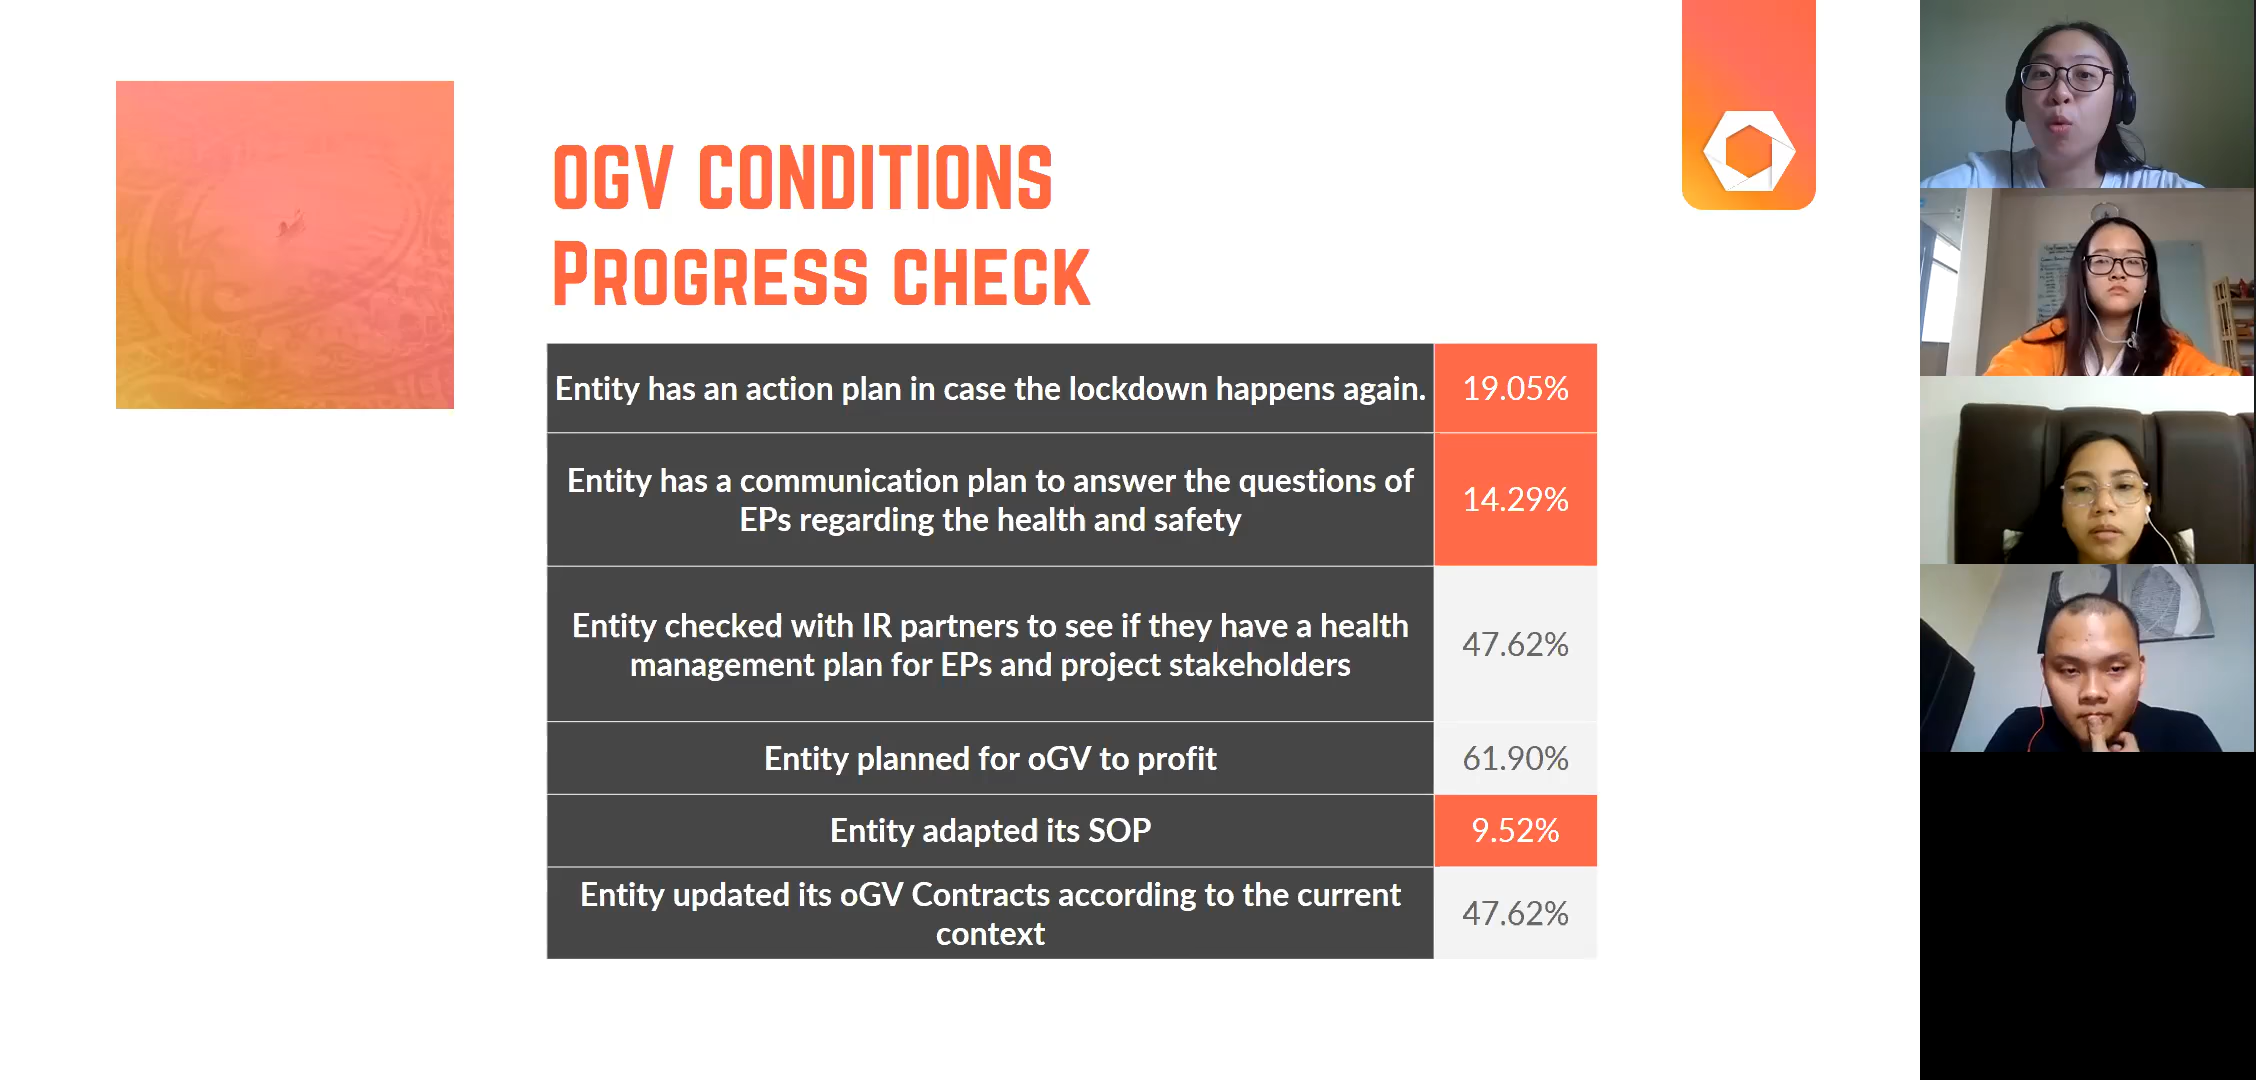 OGV CONDITIONS
PROGRESS CHECK
Entity has an action plan in case the lockdown happens again.
19.05%
Entity has a communication plan to answer the questions of
EPs regarding the health and safety
14.29%
Entity checked with IR partners to see if they have a health
management plan for EPs and project stakeholders
47.62%
Entity planned for oGV to profit
61.90%
Entity adapted its SOP
9.52%
Entity updated its oGV Contracts according to the current
context
47.62%